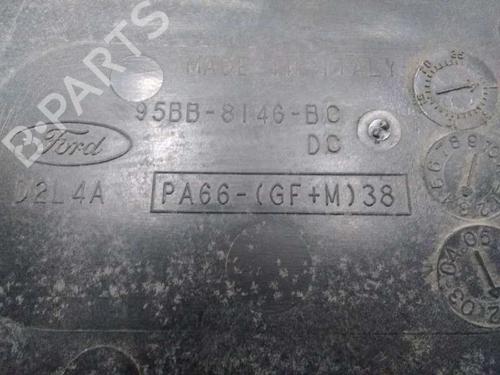 MADE IN ITALY
95BB-8146-BC
DC
Ford
D2L4A
PA66-(GF+M)38
B-PARTS